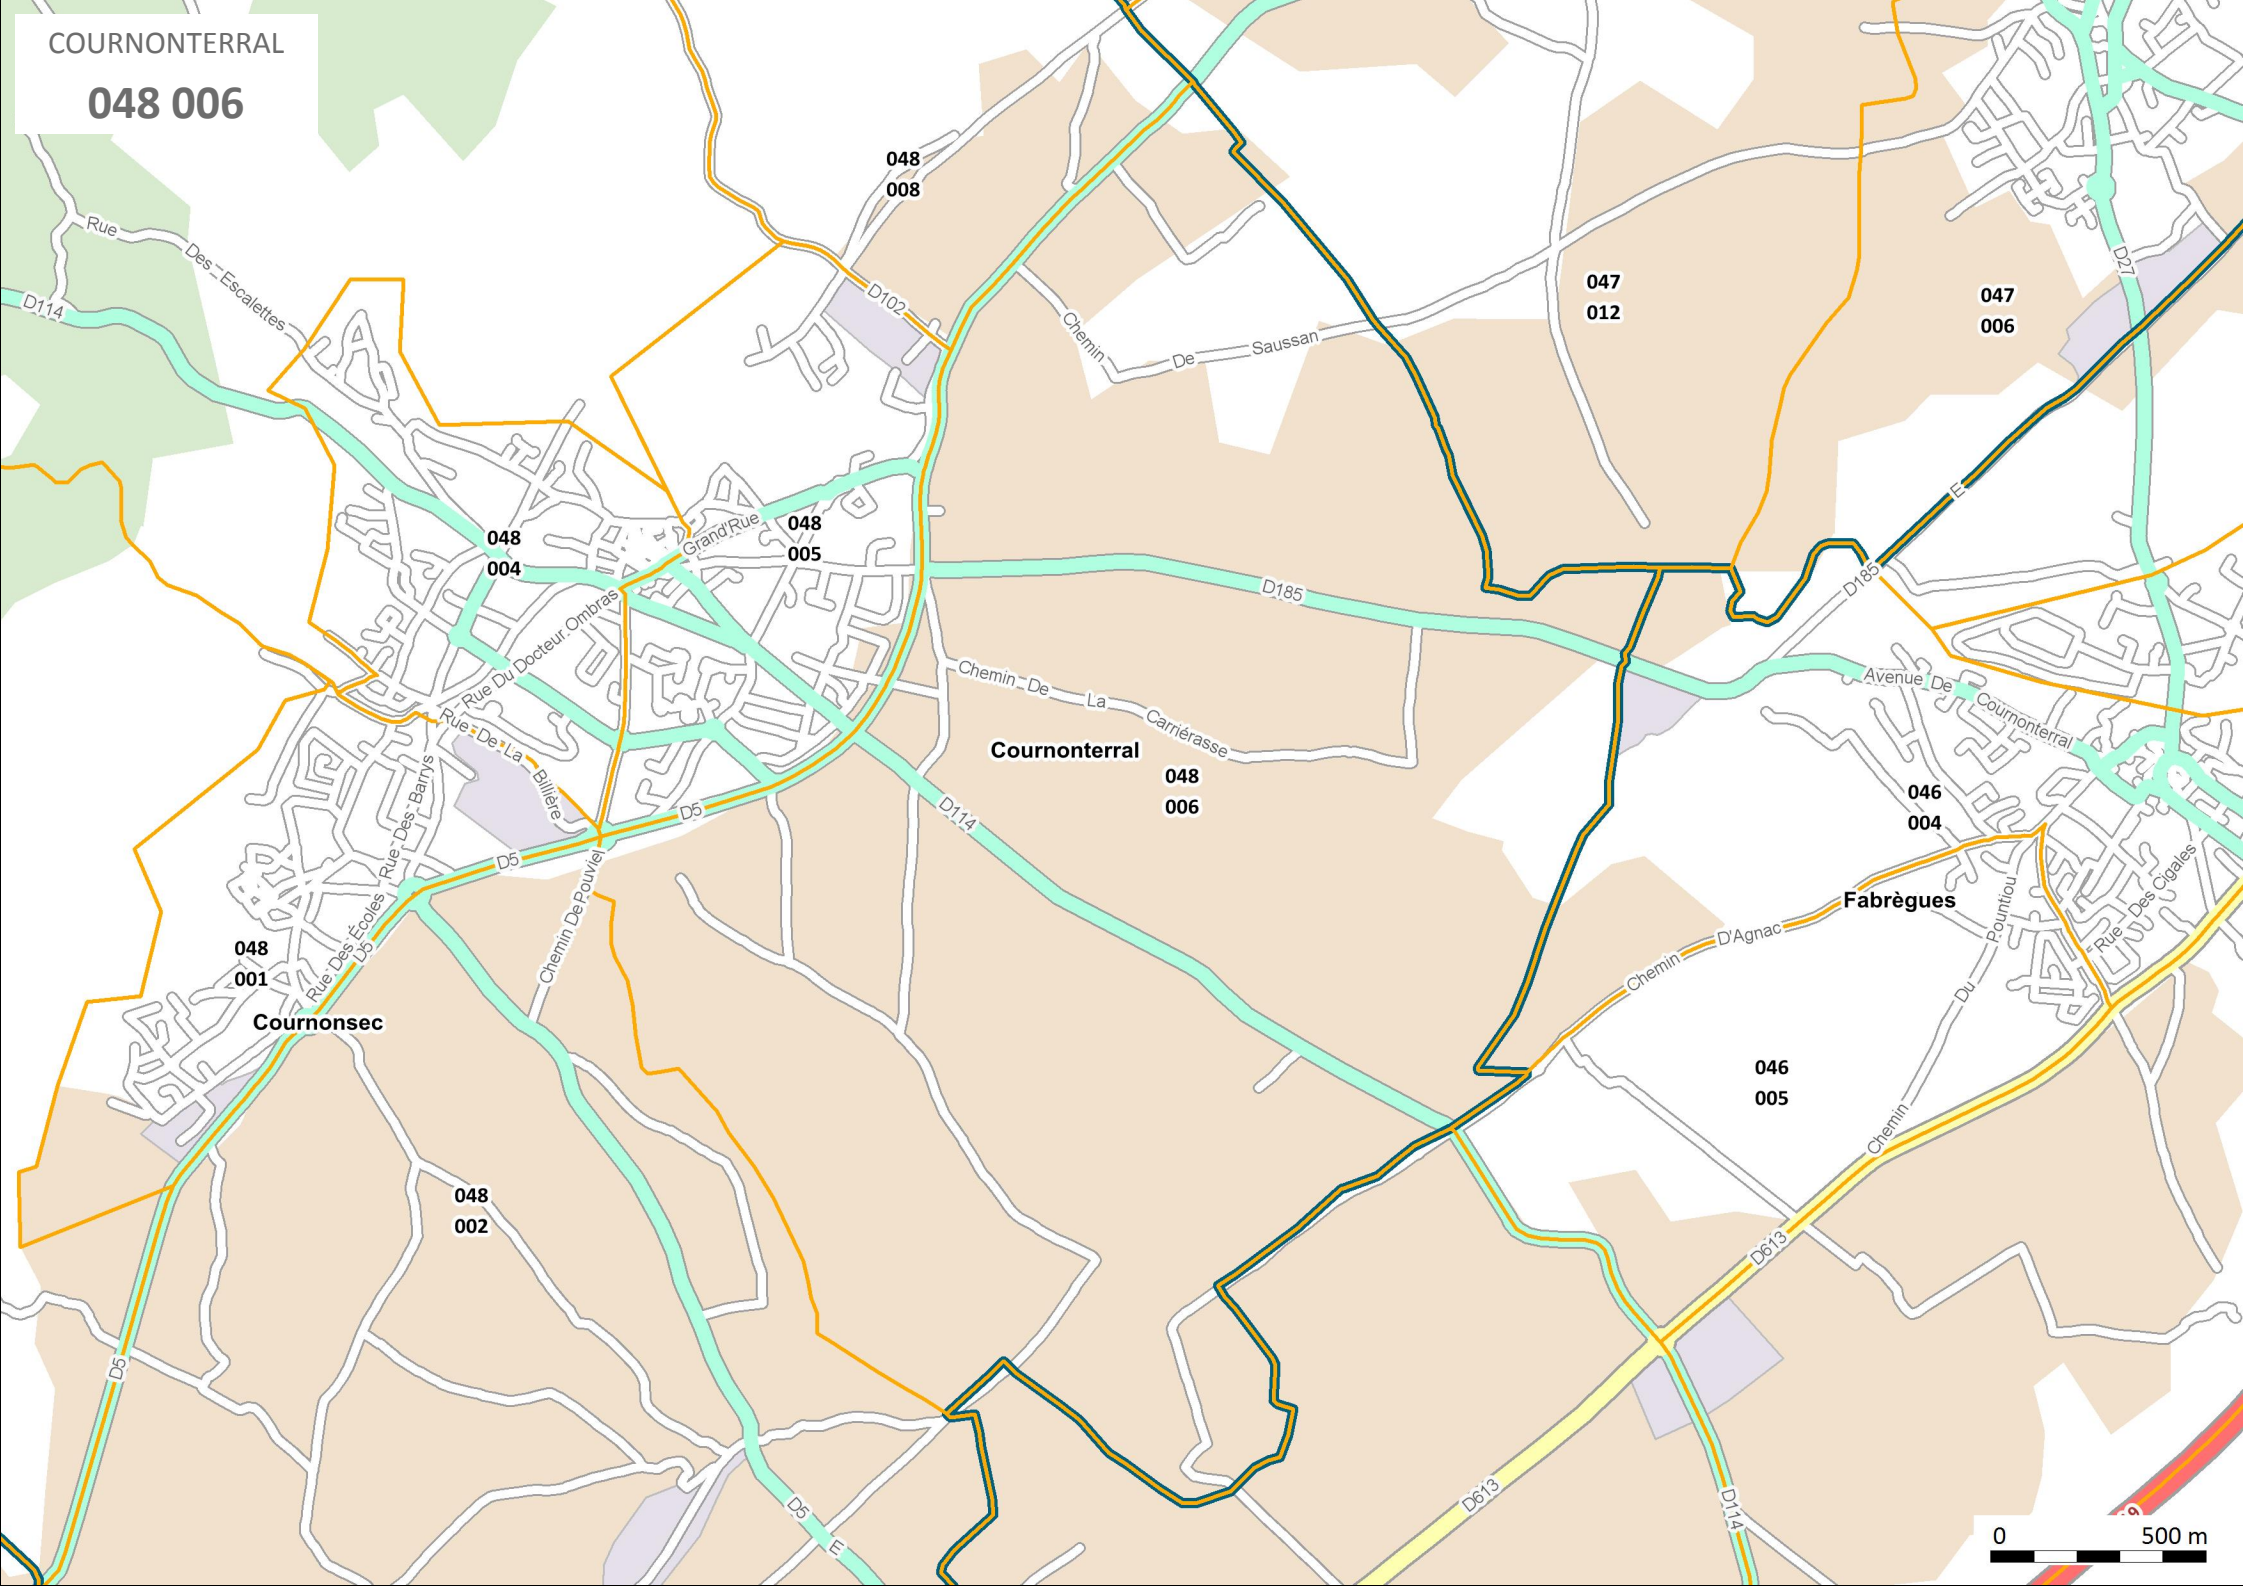 COURNONTERRAL
048 006
048
008
Rue
Des
Escalettes
D114
D102
Chemin
De
Saussan
047
012
047
006
D27
048
004
Grand'Rue
048
005
D185
E
D185
Rue Du Docteur Ombras
Chemin
De
La
Carriérasse
Avenue De
Cournonterral
Rue
De
La
Billière
Cournonterral
048
006
D5
D114
046
004
D5
Rue Des Barrys
Rue Des Écoles
Chemin De Pouviel
D5
048
001
Cournonsec
Fabrègues
Chemin
D'Agnac
Chemin
Du
Pountiou
Rue
Des Cigales
046
005
048
002
D613
D5
D5
E
D613
D114
0
500 m